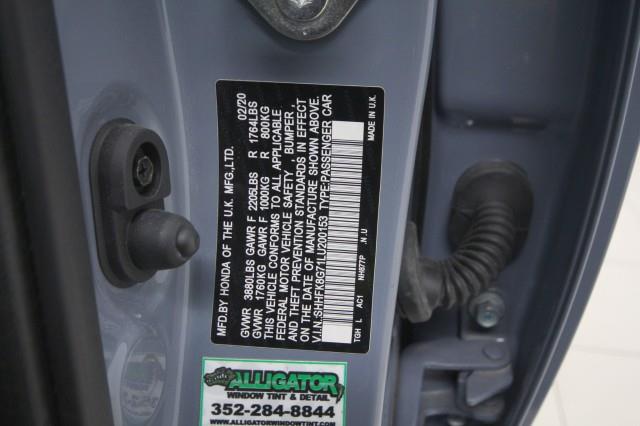 MFD.BY HONDA OF THE U.K. MFG.,LTD. 02/20
GVWR 3880LBS GAWR F 2205LBS R 1764LBS
GVWR 1760KG GAWR F 1000KG R 800KG
THIS VEHICLE CONFORMS TO ALL APPLICABLE
FEDERAL MOTOR VEHICLE SAFETY , BUMPER ,
AND THEFT PREVENTION STANDARDS IN EFFECT
ON THE DATE OF MANUFACTURE SHOWN ABOVE.
V.I.N.:SHHFK8G71LU200153 TYPE:PASSENGER CAR
TGH L AC1 NH877P .N.U
MADE IN U.K.
ALLIGATOR
WINDOW TINT & DETAIL
352-284-8844
ALLIGATORWINDOWTINT.COM